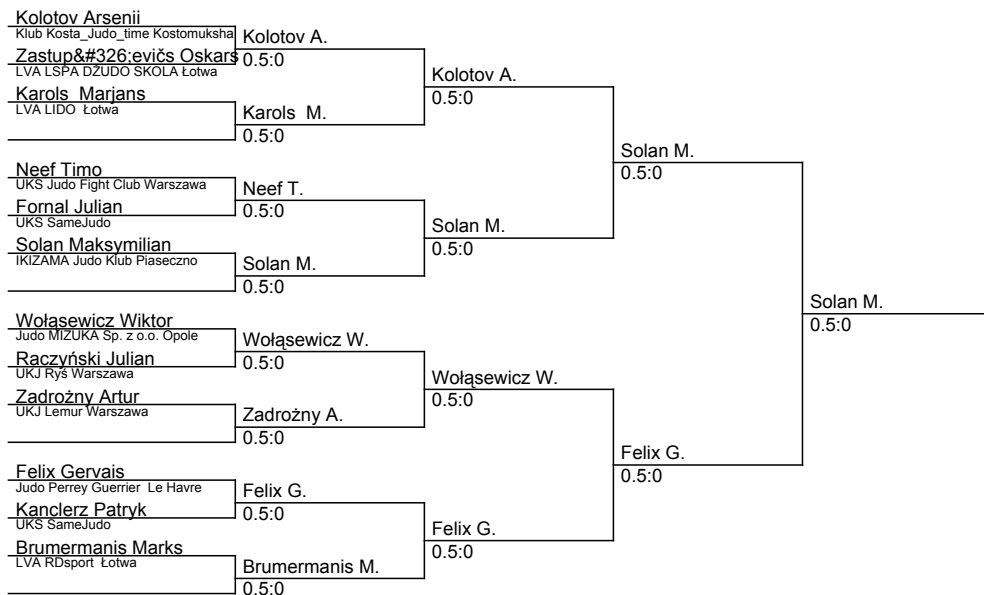 Kolotov Arsenii
Klub Kosta_Judo_time Kostomuksha
Zastup&#326;evičs Oskars
LVA LSPA DŽUDO SKOLA Łotwa
Karols  Marjans
LVA LIDO  Łotwa
Neef Timo
UKS Judo Fight Club Warszawa
Fornal Julian
UKS SameJudo
Solan Maksymilian
IKIZAMA Judo Klub Piaseczno
Wołąsewicz Wiktor
Judo MIZUKA Sp. z o.o. Opole
Raczyński Julian
UKJ Ryś Warszawa
Zadrożny Artur
UKJ Lemur Warszawa
Felix Gervais
Judo Perrey Guerrier  Le Havre
Kanclerz Patryk
UKS SameJudo
Brumermanis Marks
LVA RDsport  Łotwa
Kolotov A.
0.5:0
Karols  M.
0.5:0
Neef T.
0.5:0
Solan M.
0.5:0
Wołąsewicz W.
0.5:0
Zadrożny A.
0.5:0
Felix G.
0.5:0
Brumermanis M.
0.5:0
Kolotov A.
0.5:0
Solan M.
0.5:0
Wołąsewicz W.
0.5:0
Felix G.
0.5:0
Solan M.
0.5:0
Felix G.
0.5:0
Solan M.
0.5:0